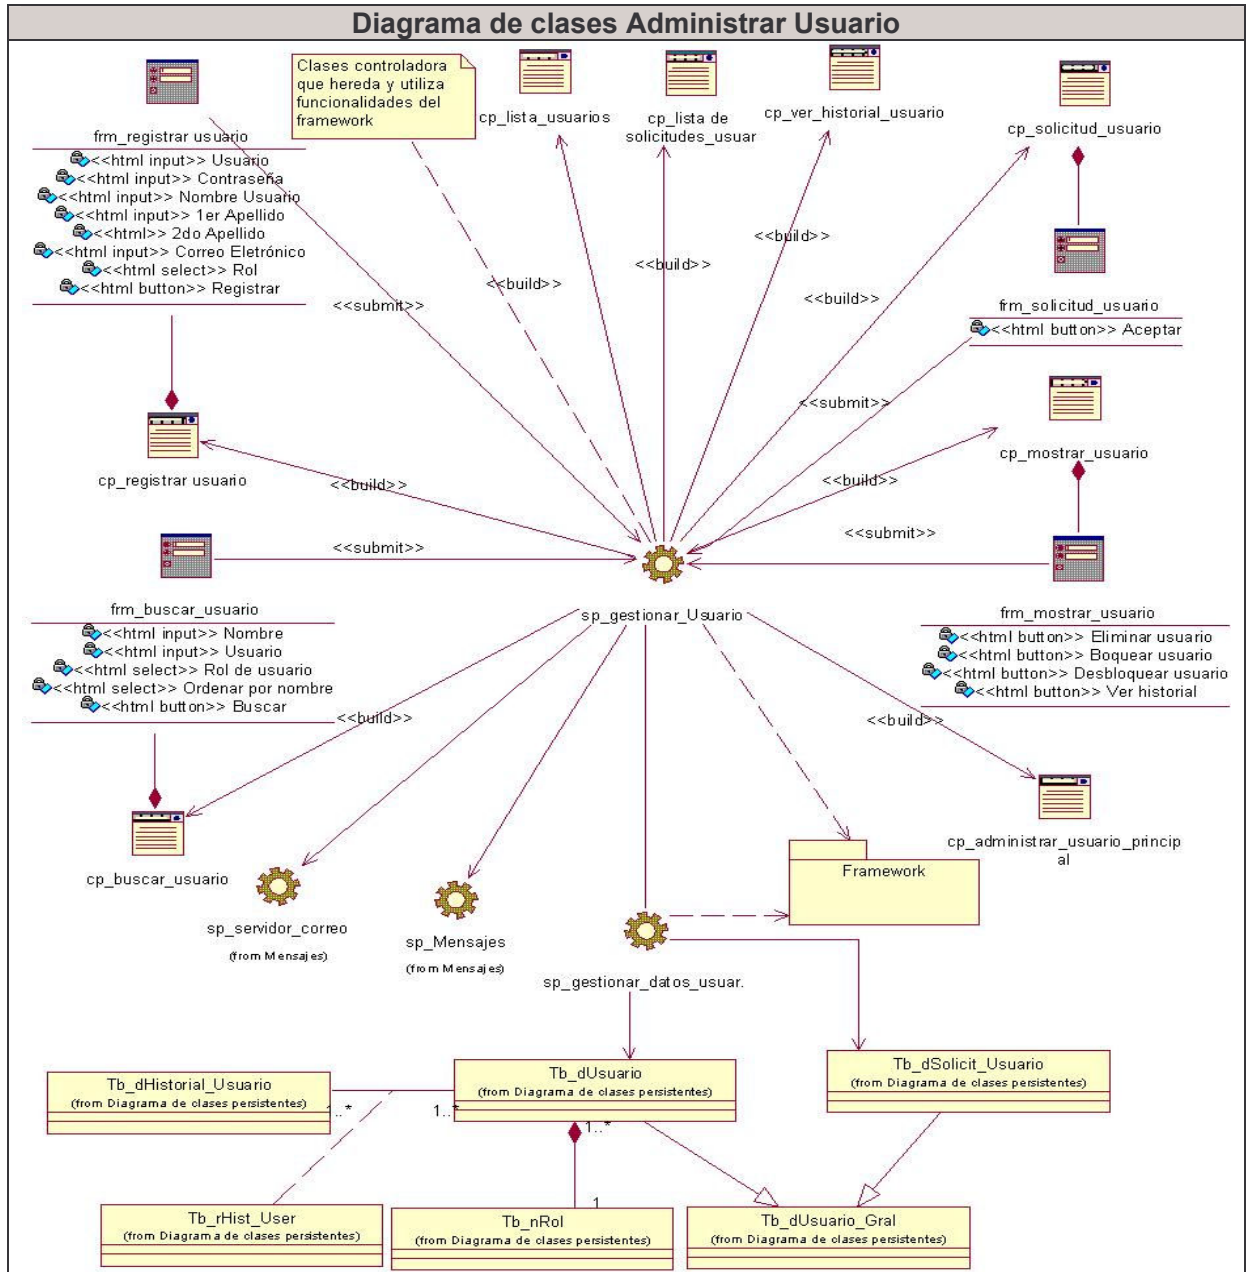 Diagrama de clases Administrar Usuario
Clases controladora
que hereda y utiliza
funcionalidades del
framework
cp_lista_usuarios
cp_lista de
solicitudes_usuar
cp_ver_historial_usuario
cp_solicitud_usuario
frm_registrar usuario
<<html input>> Usuario
<<html input>> Contraseña
<<html input>> Nombre Usuario
<<html input>> 1er Apellido
<<html>> 2do Apellido
<<html input>> Correo Eletrónico
<<html select>> Rol
<<html button>> Registrar
<<submit>>
<<build>>
<<build>>
<<build>>
<<build>>
frm_solicitud_usuario
<<html button>> Aceptar
<<submit>>
cp_mostrar_usuario
<<build>>
cp_registrar usuario
<<build>>
<<submit>>
<<submit>>
frm_buscar_usuario
<<html input>> Nombre
<<html input>> Usuario
<<html select>> Rol de usuario
<<html select>> Ordenar por nombre
<<html button>> Buscar
sp_gestionar_Usuario
frm_mostrar_usuario
<<html button>> Eliminar usuario
<<html button>> Boquear usuario
<<html button>> Desbloquear usuario
<<html button>> Ver historial
<<build>>
<<build>>
cp_buscar_usuario
cp_administrar_usuario_princip
al
Framework
sp_servidor_correo
(from Mensajes)
sp_Mensajes
(from Mensajes)
sp_gestionar_datos_usuar.
Tb_dHistorial_Usuario
(from Diagrama de clases persistentes)
1..*
1..*
Tb_dUsuario
(from Diagrama de clases persistentes)
1..*
Tb_dSolicit_Usuario
(from Diagrama de clases persistentes)
1
Tb_rHist_User
(from Diagrama de clases persistentes)
Tb_nRol
(from Diagrama de clases persistentes)
Tb_dUsuario_Gral
(from Diagrama de clases persistentes)